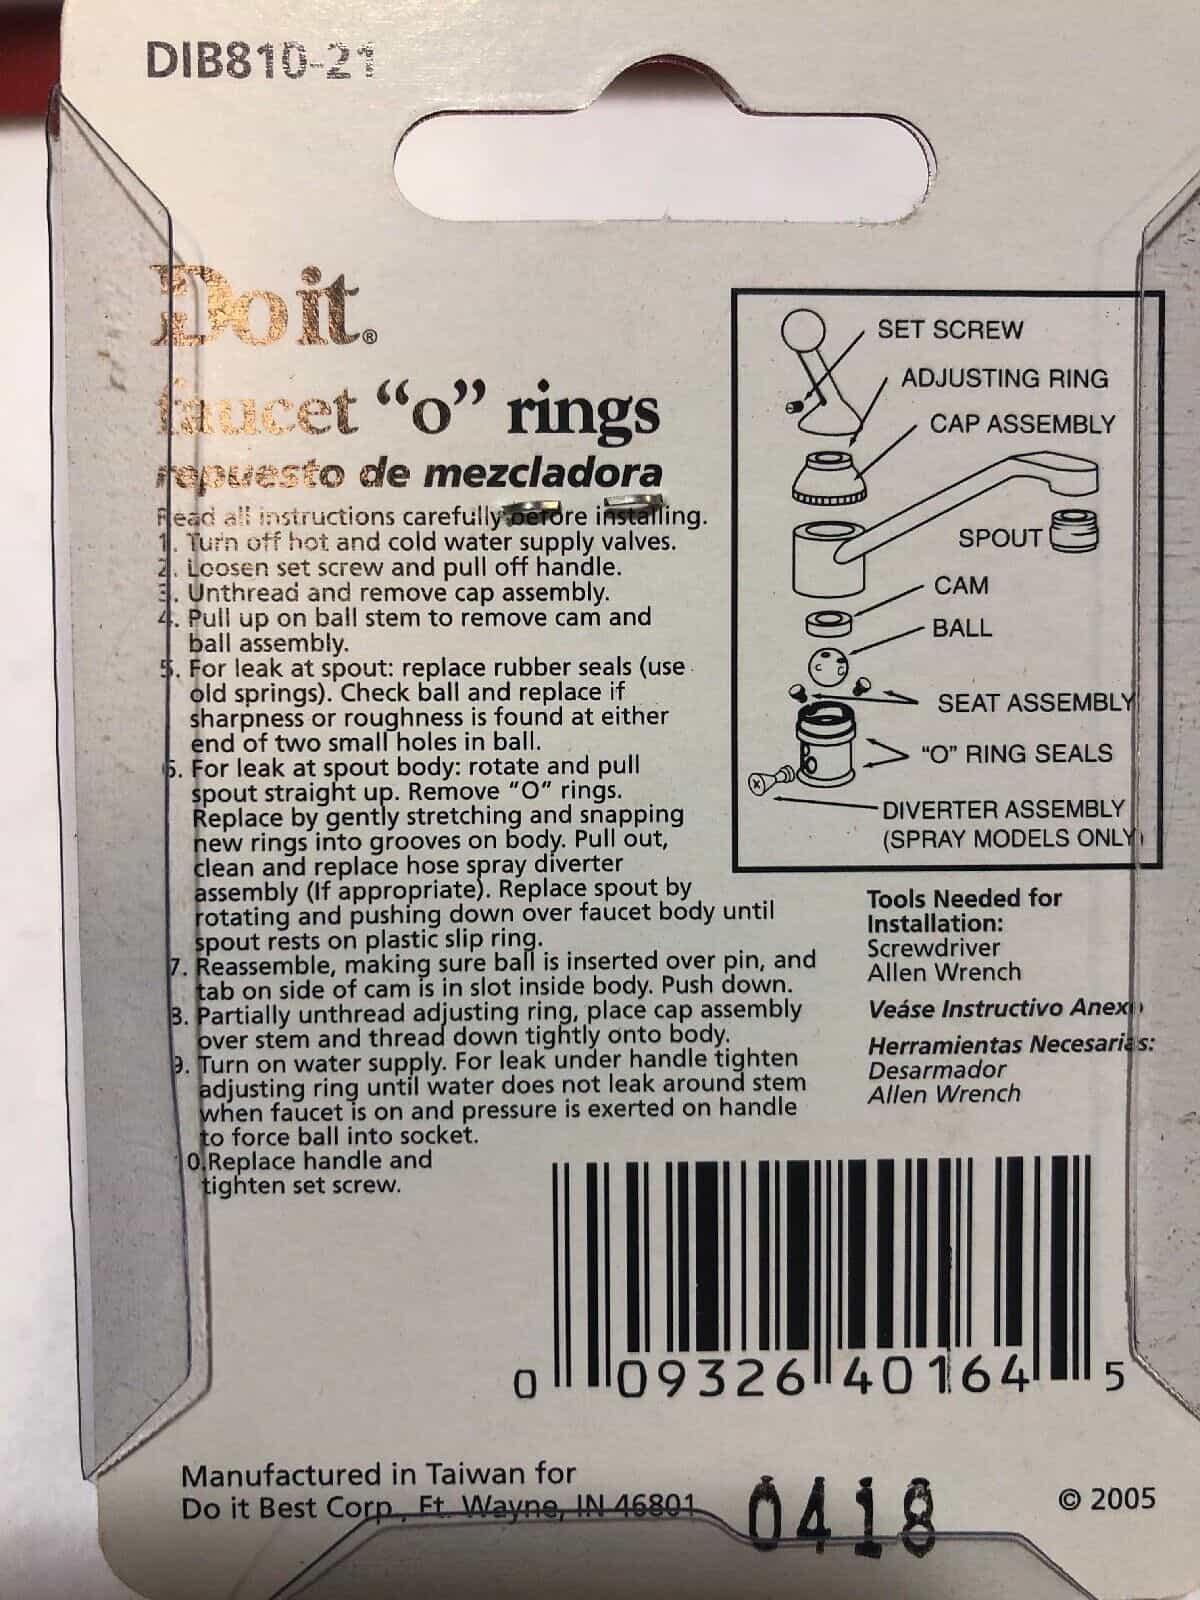 DIB810-21
Do it®
faucet “o” rings
repuesto de mezcladora
Read all instructions carefully before installing.
1. Turn off hot and cold water supply valves.
2. Loosen set screw and pull off handle.
3. Unthread and remove cap assembly.
4. Pull up on ball stem to remove cam and
ball assembly.
5. For leak at spout: replace rubber seals (use
old springs). Check ball and replace if
sharpness or roughness is found at either
end of two small holes in ball.
6. For leak at spout body: rotate and pull
spout straight up. Remove “O” rings.
Replace by gently stretching and snapping
new rings into grooves on body. Pull out,
clean and replace hose spray diverter
assembly (If appropriate). Replace spout by
rotating and pushing down over faucet body until
spout rests on plastic slip ring.
7. Reassemble, making sure ball is inserted over pin, and
tab on side of cam is in slot inside body. Push down.
8. Partially unthread adjusting ring, place cap assembly
over stem and thread down tightly onto body.
9. Turn on water supply. For leak under handle tighten
adjusting ring until water does not leak around stem
when faucet is on and pressure is exerted on handle
to force ball into socket.
0.Replace handle and
tighten set screw.
SET SCREW
ADJUSTING RING
CAP ASSEMBLY
SPOUT
CAM
BALL
SEAT ASSEMBLY
“O” RING SEALS
DIVERTER ASSEMBLY
(SPRAY MODELS ONLY)
Tools Needed for
Installation:
Screwdriver
Allen Wrench
Veáse Instructivo Anexo
Herramientas Necesarias:
Desarmador
Allen Wrench
0 09326 40164 5
Manufactured in Taiwan for
Do it Best Corp., Ft. Wayne, IN 46801
0418
© 2005